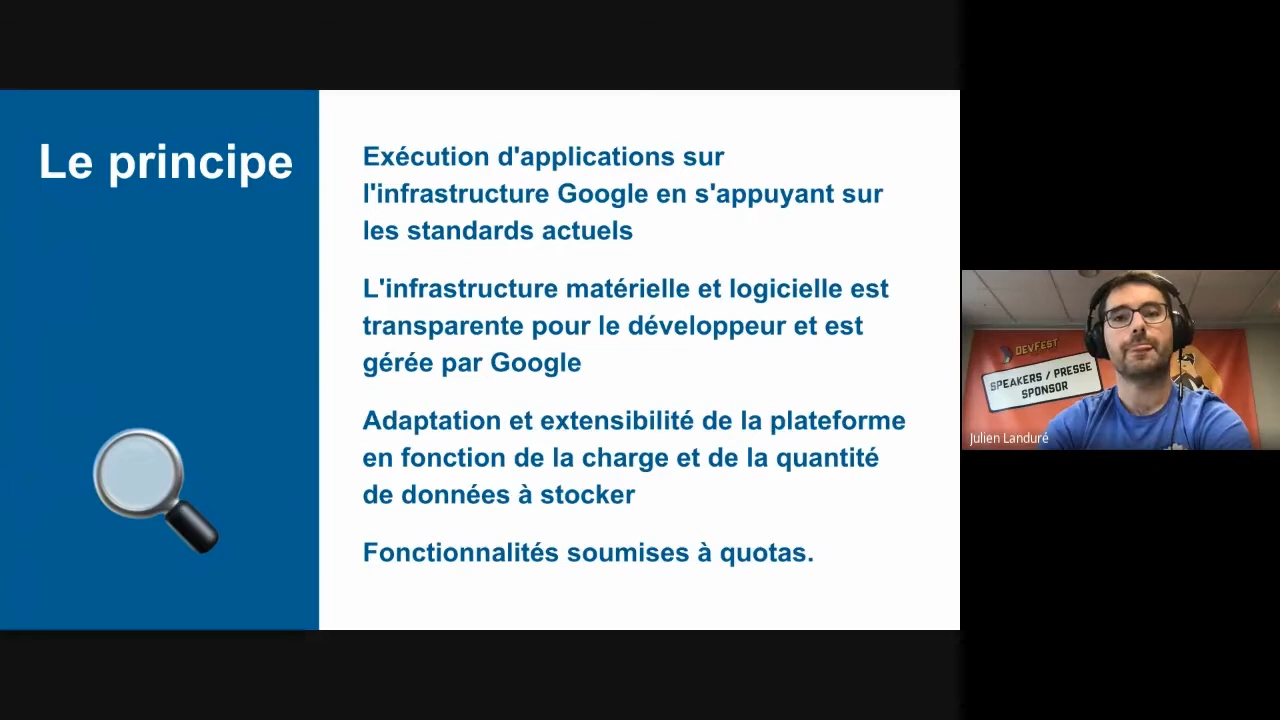 Le principe
Exécution d'applications sur
l'infrastructure Google en s'appuyant sur
les standards actuels
L'infrastructure matérielle et logicielle est
transparente pour le développeur et est
gérée par Google
Adaptation et extensibilité de la plateforme
en fonction de la charge et de la quantité
de données à stocker
Fonctionnalités soumises à quotas.
DEVFEST
SPEAKERS / PRESSE
SPONSOR
Julien Landuré